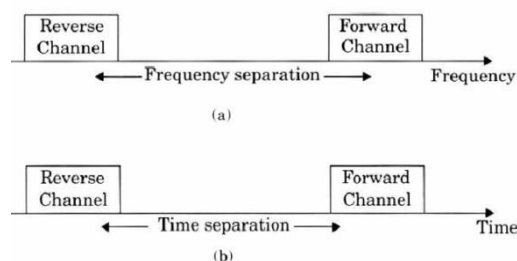 Reverse Channel
Forward Channel
Frequency separation
Frequency
(a)
Reverse Channel
Forward Channel
Time separation
Time
(b)